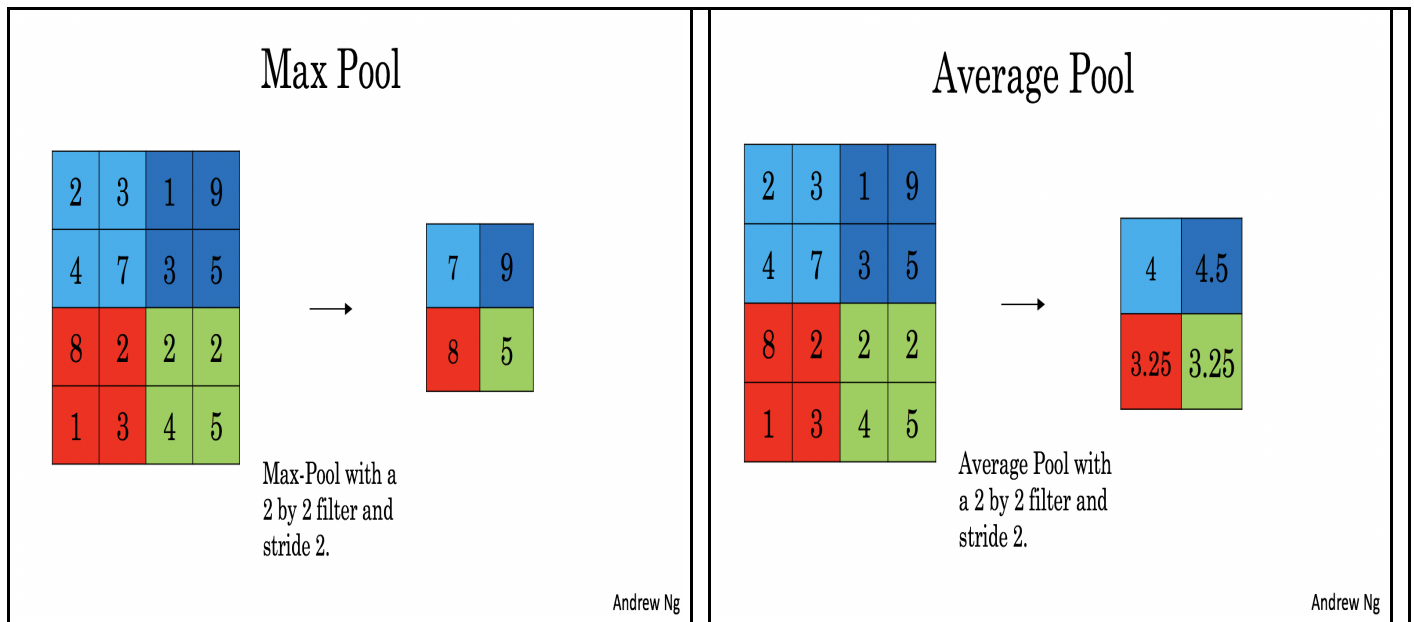 Max Pool
2 3 1 9
4 7 3 5
8 2 2 2
1 3 4 5
7 9
8 5
Max-Pool with a
2 by 2 filter and
stride 2.
Andrew Ng
Average Pool
2 3 1 9
4 7 3 5
8 2 2 2
1 3 4 5
4 4.5
3.25 3.25
Average Pool with
a 2 by 2 filter and
stride 2.
Andrew Ng